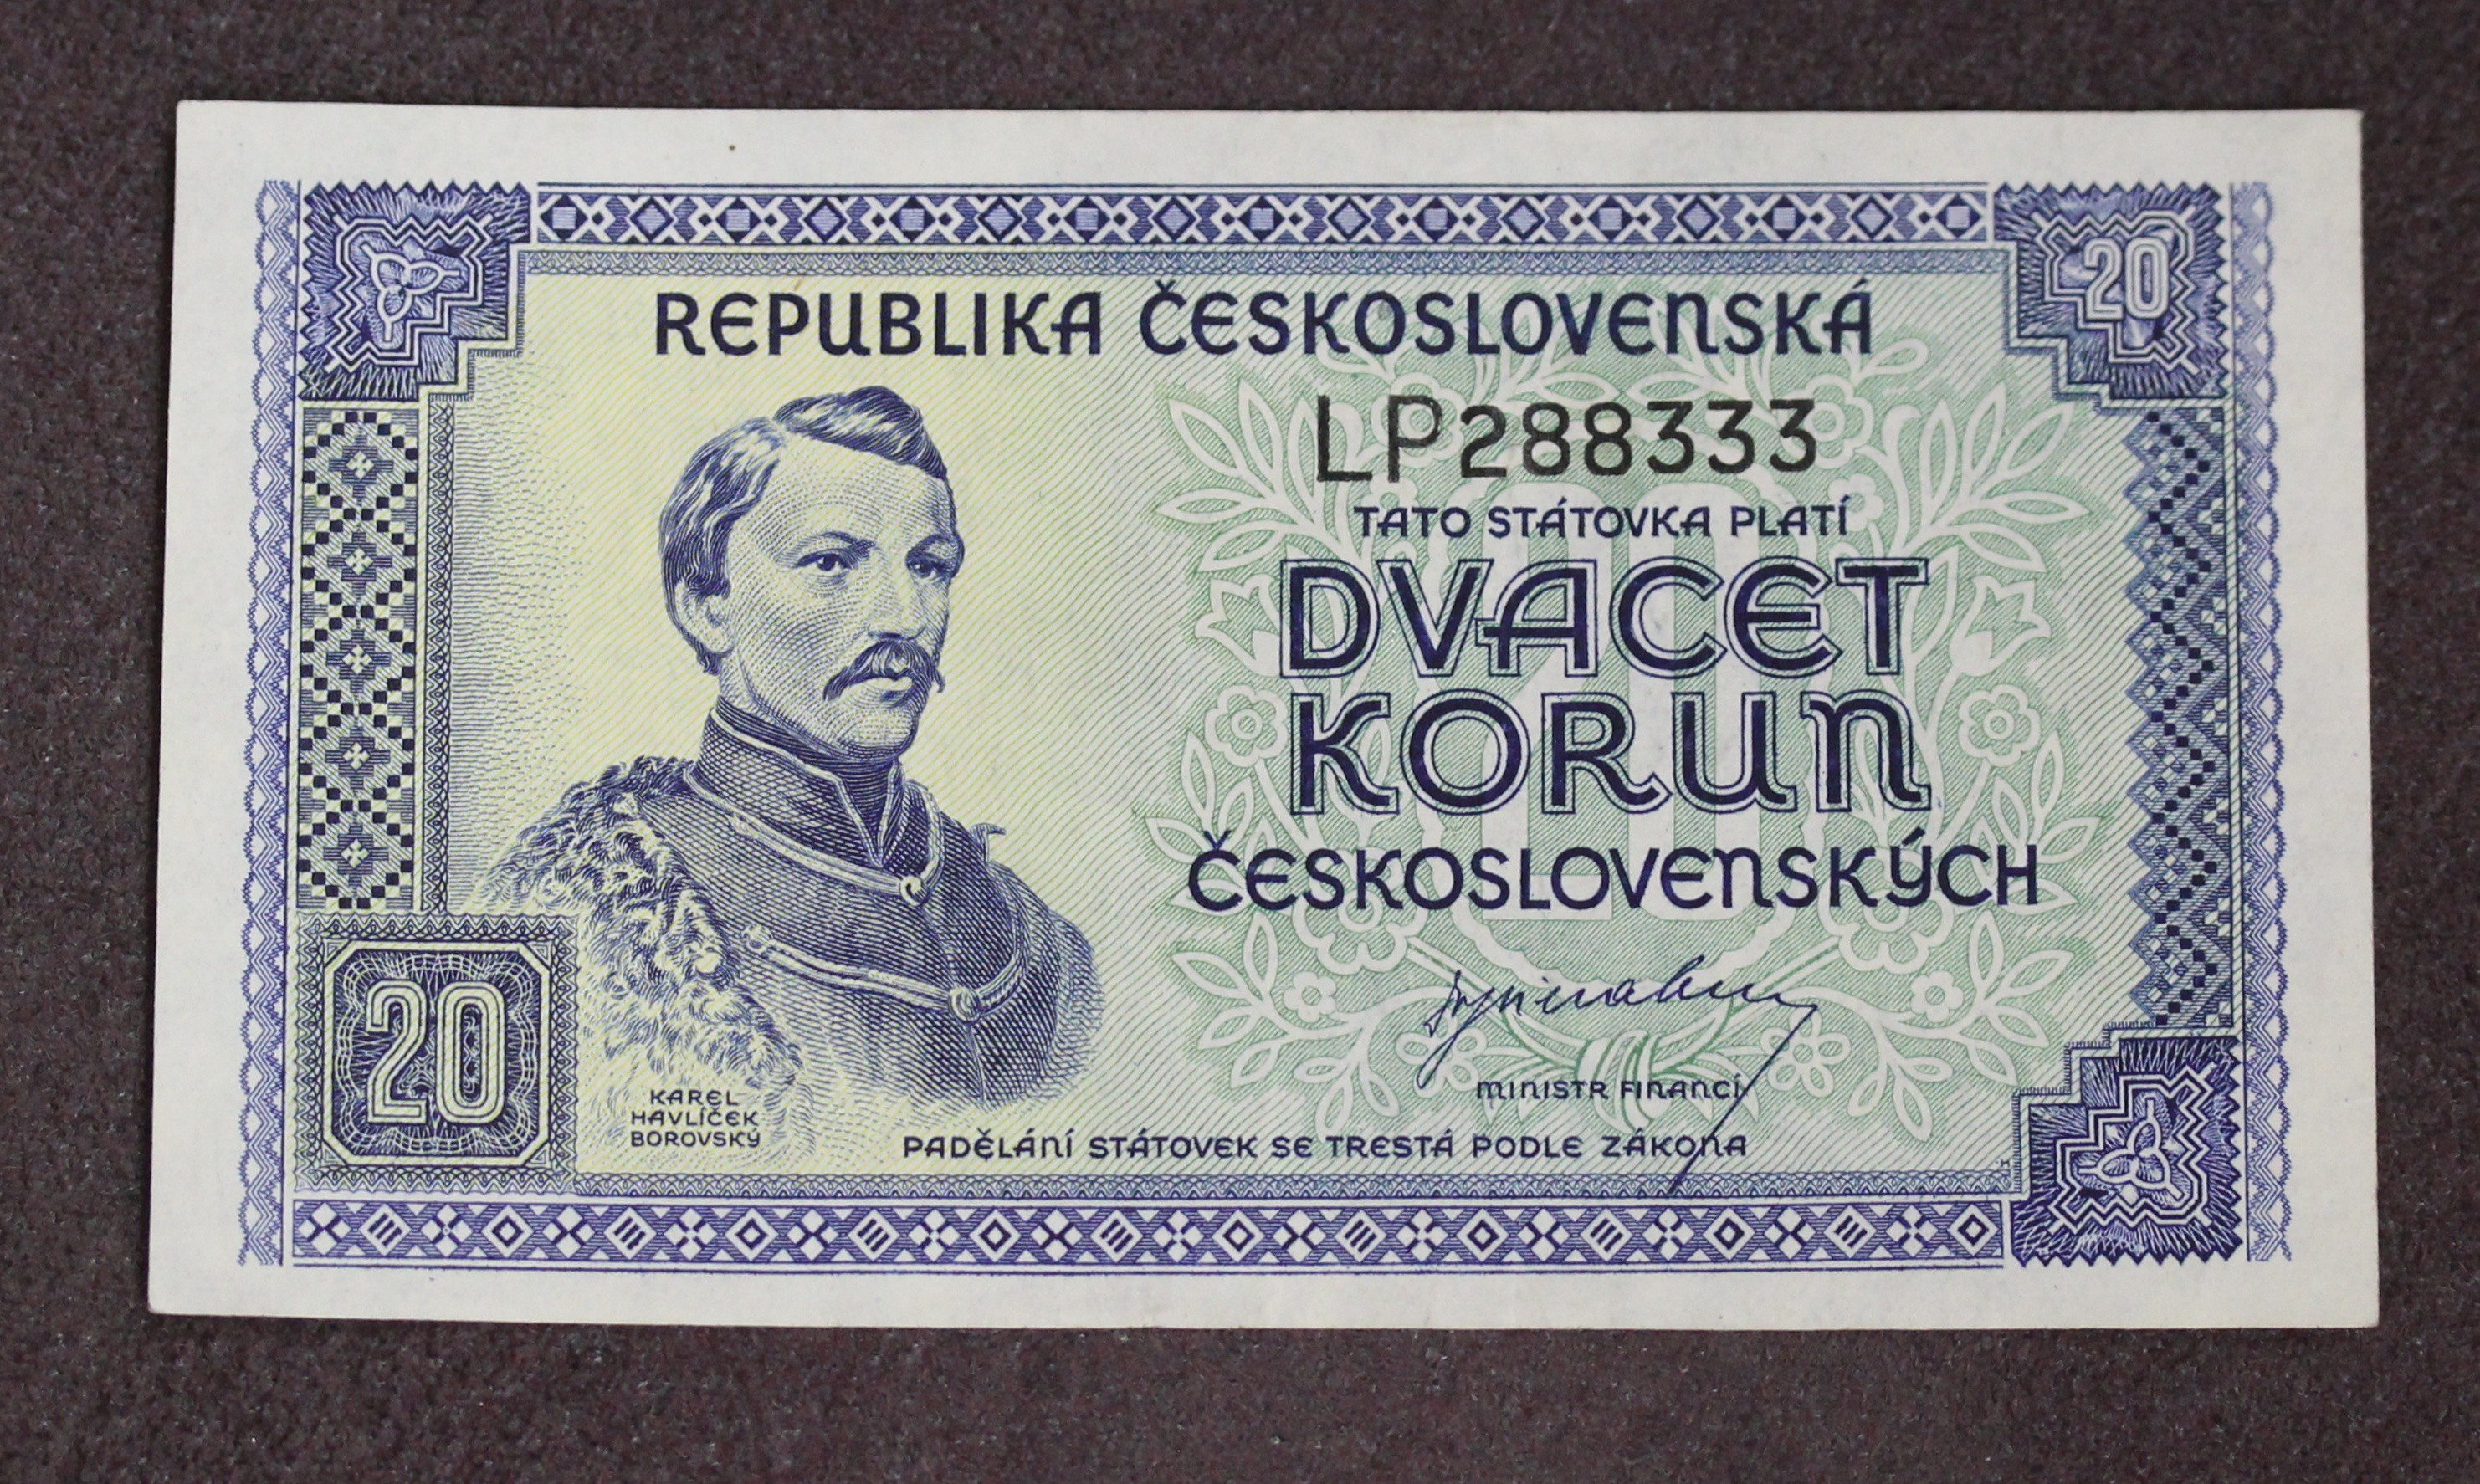 20
REPUBLIKA ČESKOSLOVENSKÁ
LP288333
TATO STÁTOVKA PLATÍ
DVACET
KORUN
ČESKOSLOVENSKÝCH
MINISTR FINANCÍ
20
KAREL
HAVLÍČEK
BOROVSKÝ
PADĚLÁNÍ STÁTOVEK SE TRESTÁ PODLE ZÁKONA